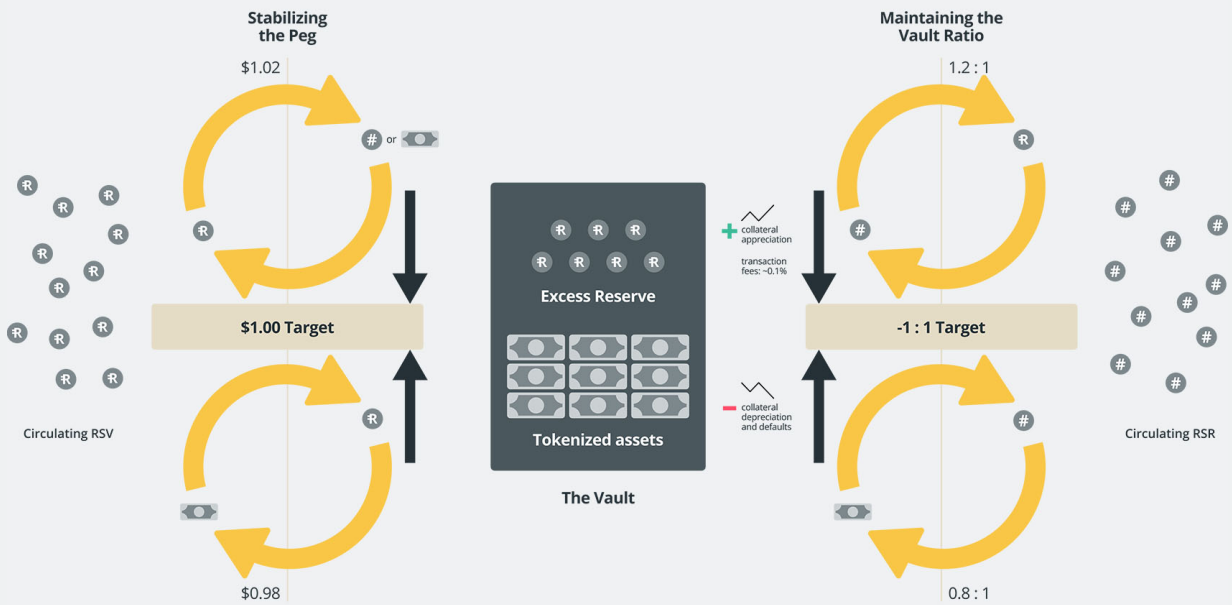 Stabilizing
the Peg
$1.02
# or
$1.00 Target
Circulating RSV
$0.98
Excess Reserve
Tokenized assets
The Vault
collateral
appreciation
transaction
fees: ~0.1%
collateral
depreciation
and defaults
Maintaining the
Vault Ratio
1.2 : 1
-1 : 1 Target
Circulating RSR
0.8 : 1